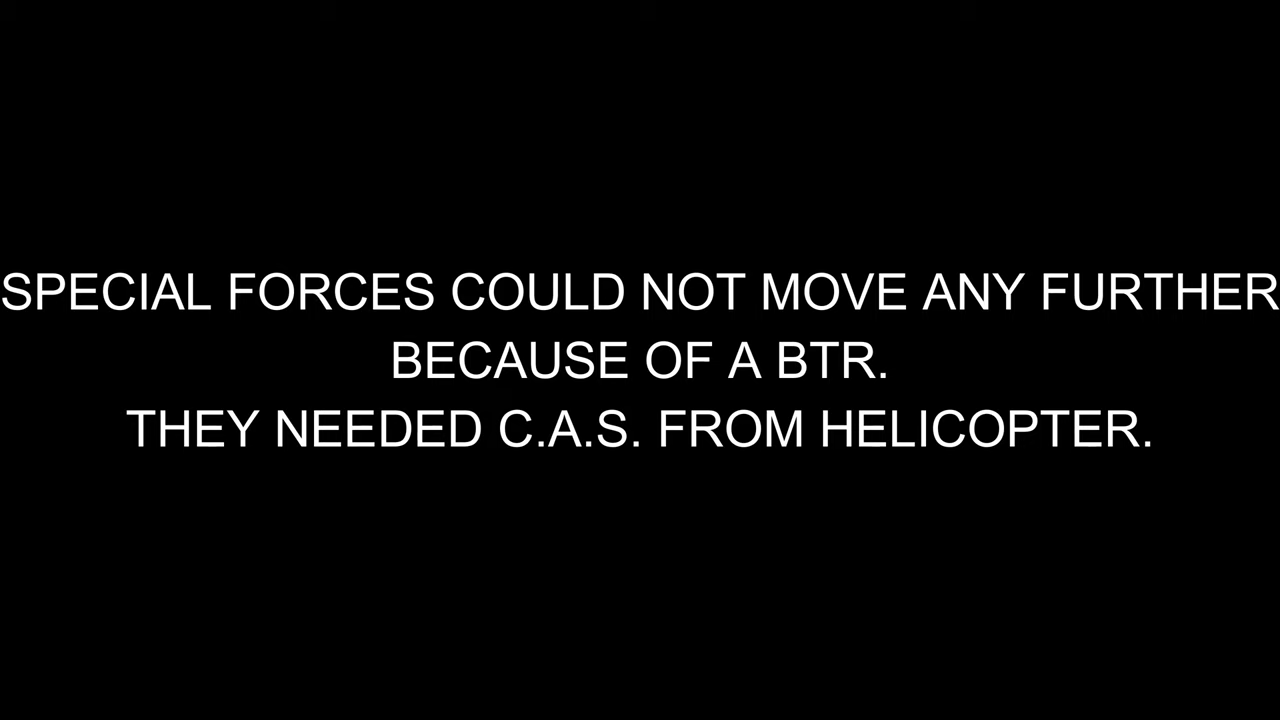 SPECIAL FORCES COULD NOT MOVE ANY FURTHER
BECAUSE OF A BTR.
THEY NEEDED C.A.S. FROM HELICOPTER.